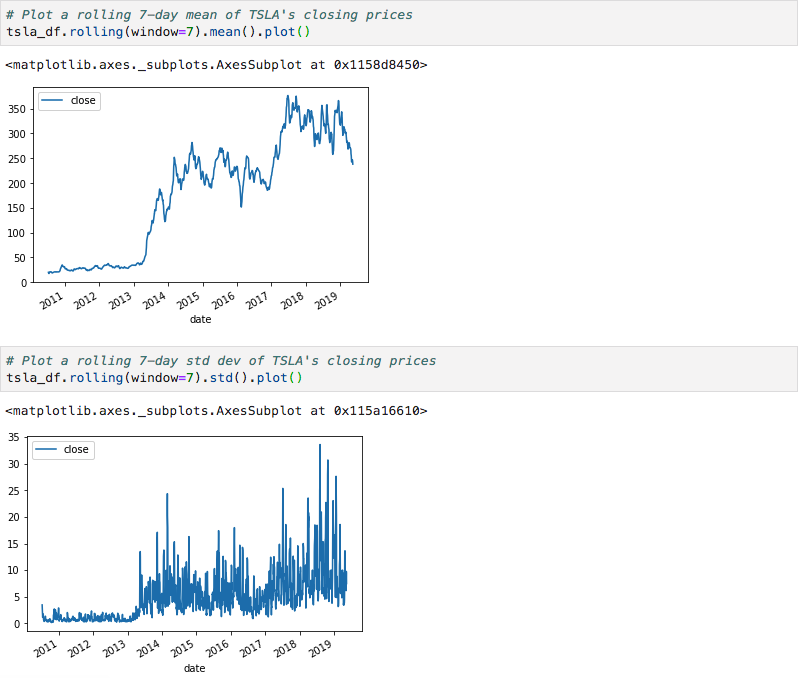 # Plot a rolling 7-day mean of TSLA's closing prices
tsla_df.rolling(window=7).mean().plot()
<matplotlib.axes._subplots.AxesSubplot at 0x1158d8450>
close
350
300
250
200
150
100
50
0
2011 2012 2013 2014 2015 2016 2017 2018 2019
date
# Plot a rolling 7-day std dev of TSLA's closing prices
tsla_df.rolling(window=7).std().plot()
<matplotlib.axes._subplots.AxesSubplot at 0x115a16610>
close
35
30
25
20
15
10
5
0
2011 2012 2013 2014 2015 2016 2017 2018 2019
date